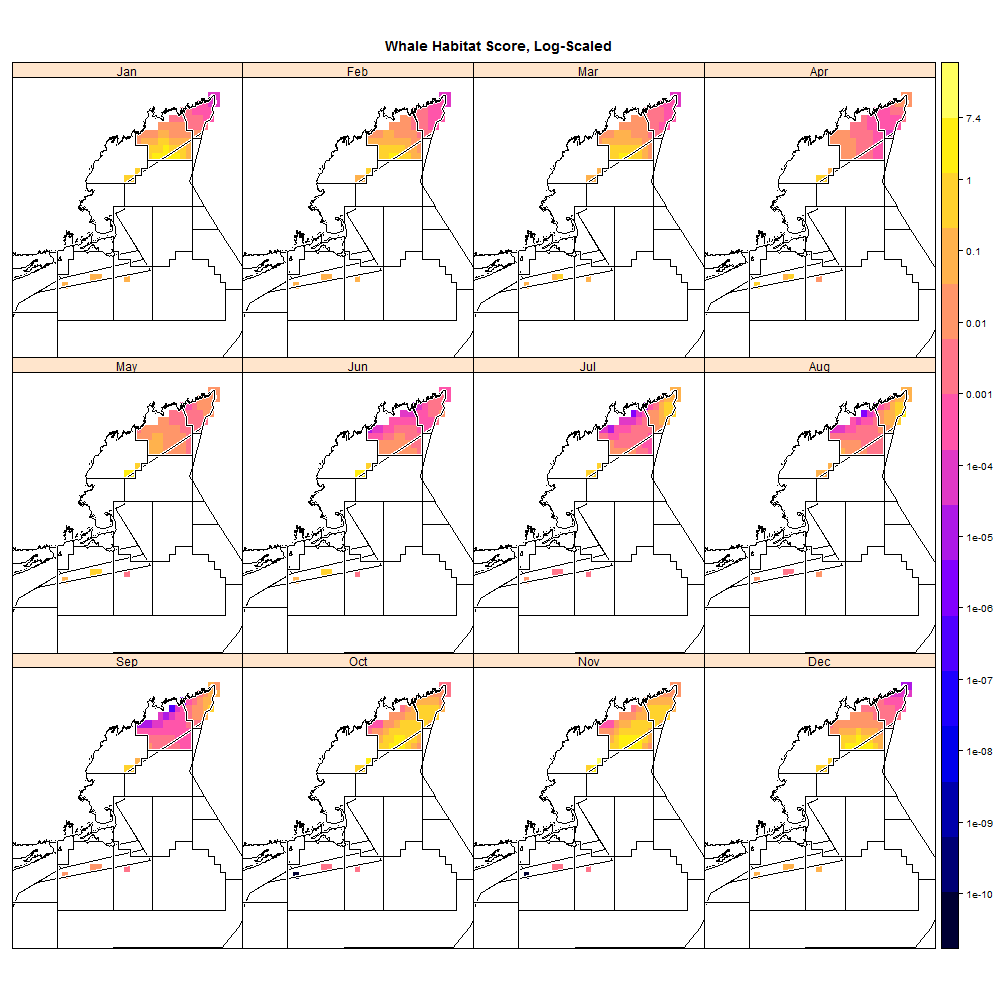 Whale Habitat Score, Log-Scaled
Jan
Feb
Mar
Apr
May
Jun
Jul
Aug
Sep
Oct
Nov
Dec
7.4
1
0.1
0.01
0.001
1e-04
1e-05
1e-06
1e-07
1e-08
1e-09
1e-10